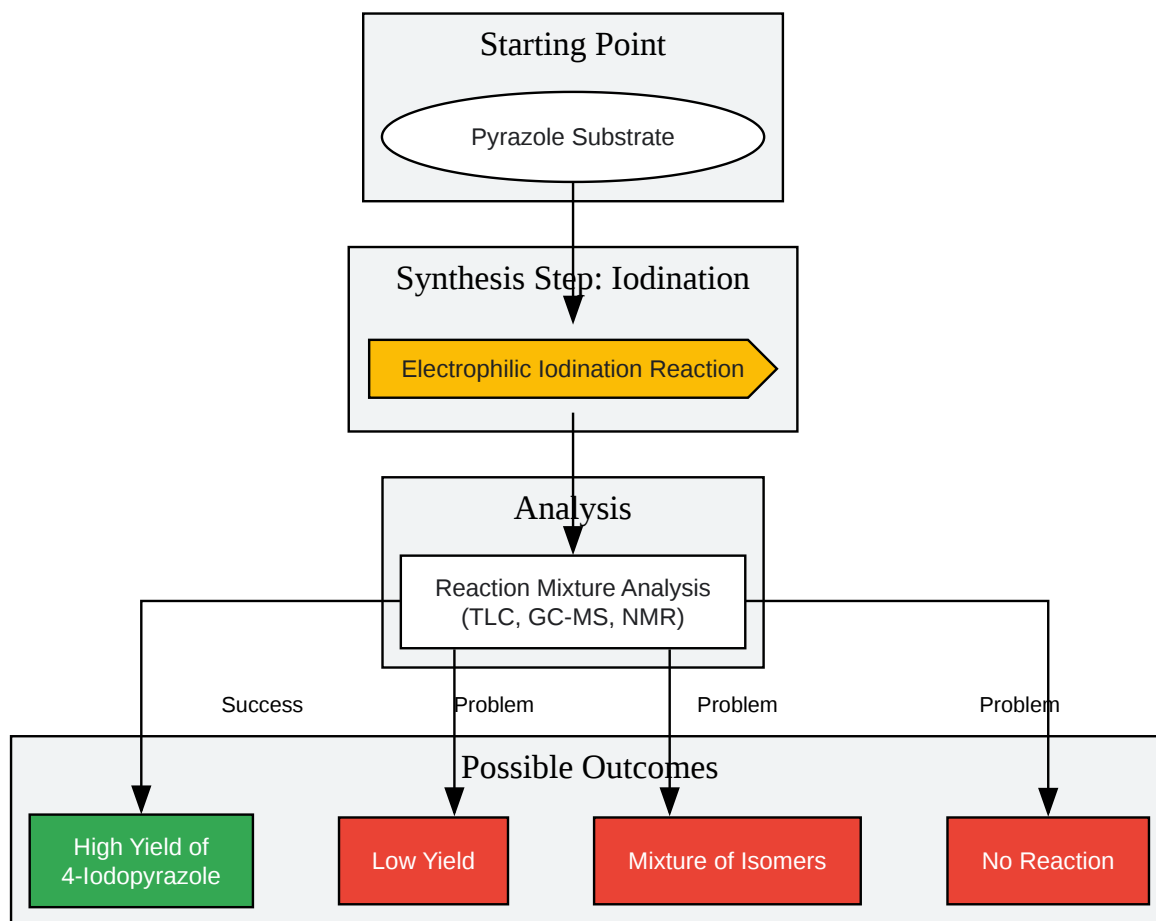 Starting Point
Pyrazole Substrate
Synthesis Step: Iodination
Electrophilic Iodination Reaction
Analysis
Reaction Mixture Analysis
(TLC, GC-MS, NMR)
Success
Problem
Problem
Problem
Possible Outcomes
High Yield of
4-Iodopyrazole
Low Yield
Mixture of Isomers
No Reaction